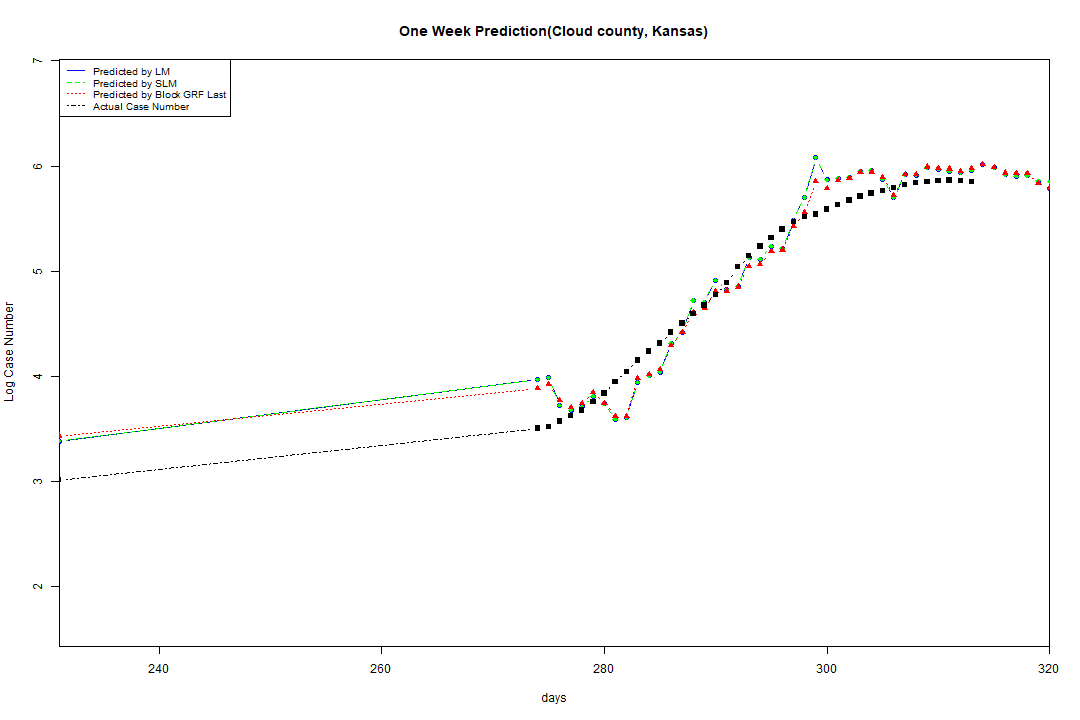 One Week Prediction(Cloud county, Kansas)
Predicted by LM
Predicted by SLM
Predicted by Block GRF Last
Actual Case Number
7
6
5
4
3
2
Log Case Number
240 260 280 300 320
days